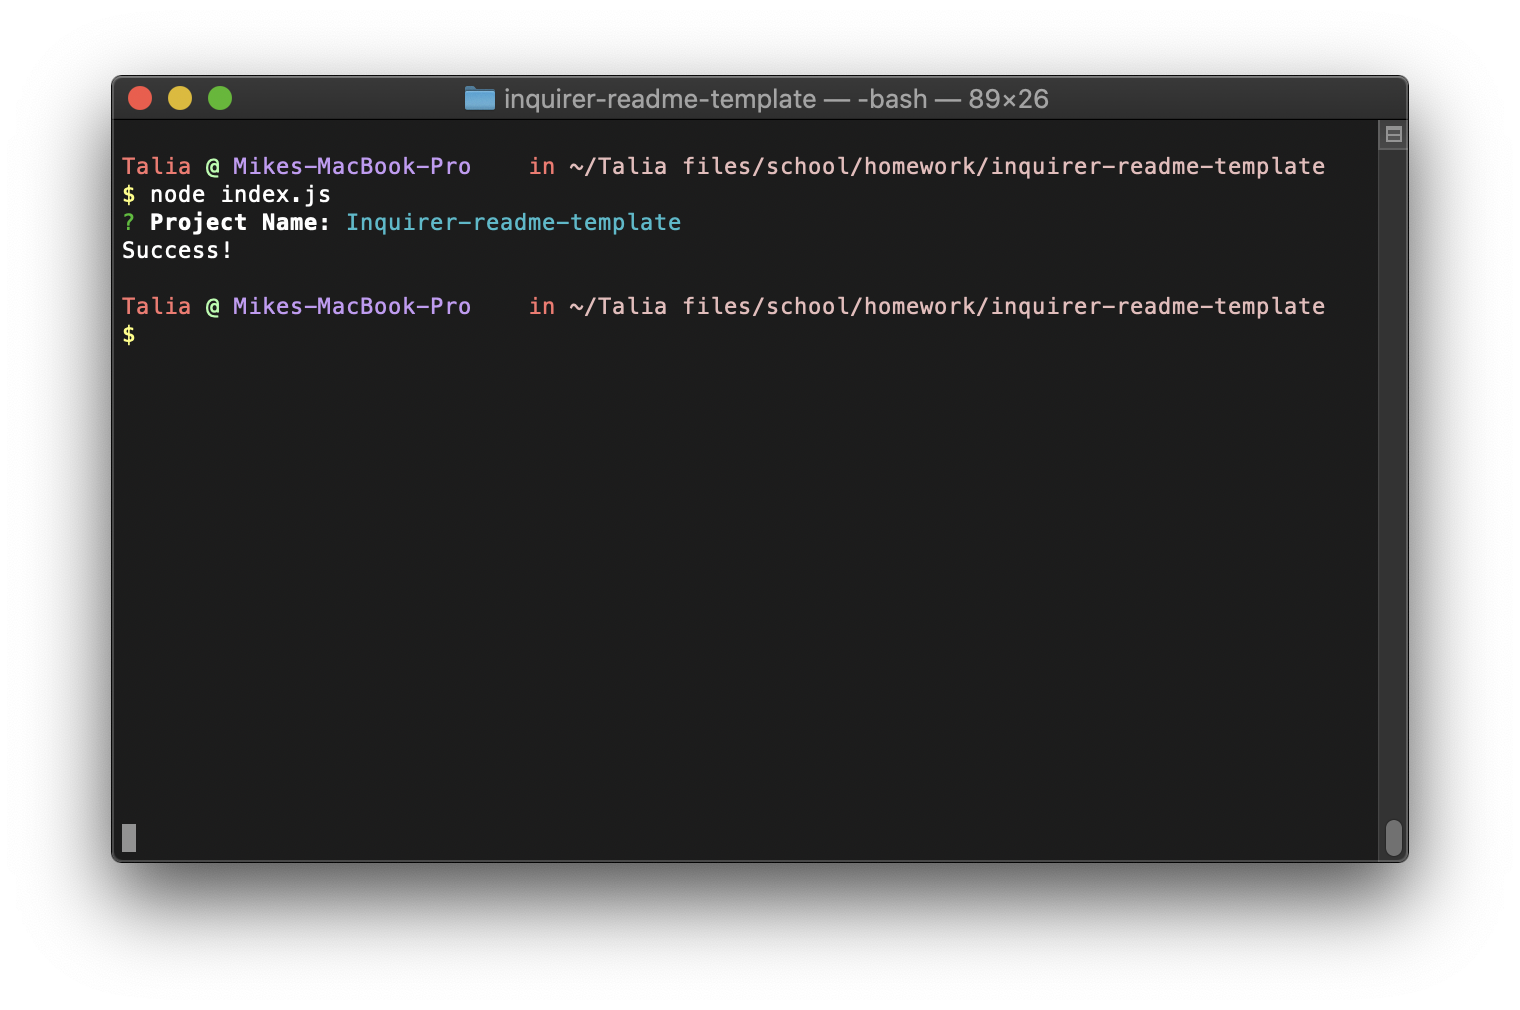 inquirer-readme-template — -bash — 89×26
Talia @ Mikes-MacBook-Pro    in ~/Talia files/school/homework/inquirer-readme-template
$ node index.js
? Project Name: Inquirer-readme-template
Success!
Talia @ Mikes-MacBook-Pro    in ~/Talia files/school/homework/inquirer-readme-template
$